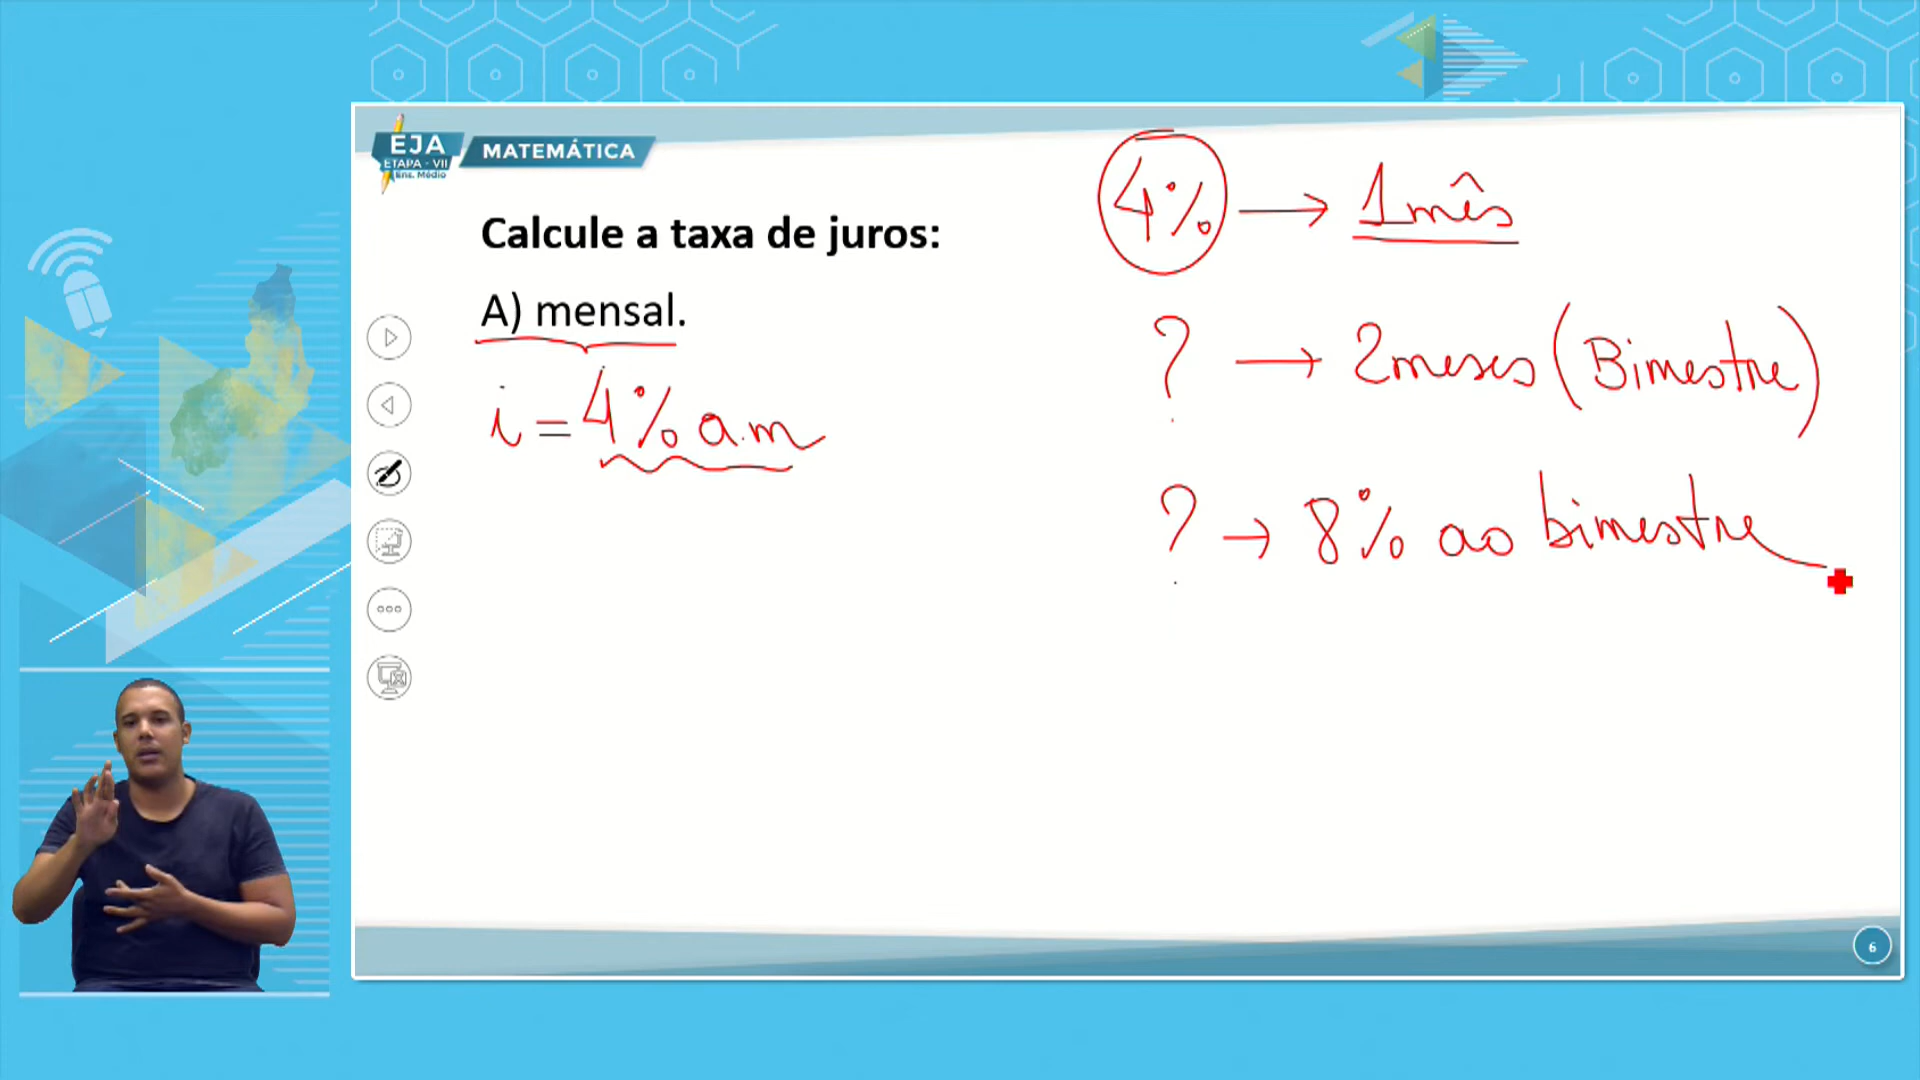 EJA
ETAPA - VII
Ens. Médio
MATEMÁTICA
Calcule a taxa de juros:
A) mensal.
i = 4% a.m
4% → 1 mês
? → 2 meses (Bimestre)
? → 8% ao bimestre
6